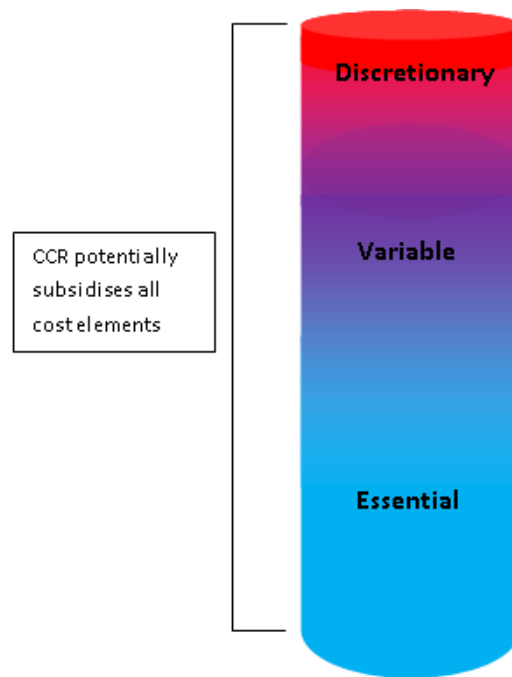 Discretionary
CCR potentially
subsidises all
cost elements
Variable
Essential